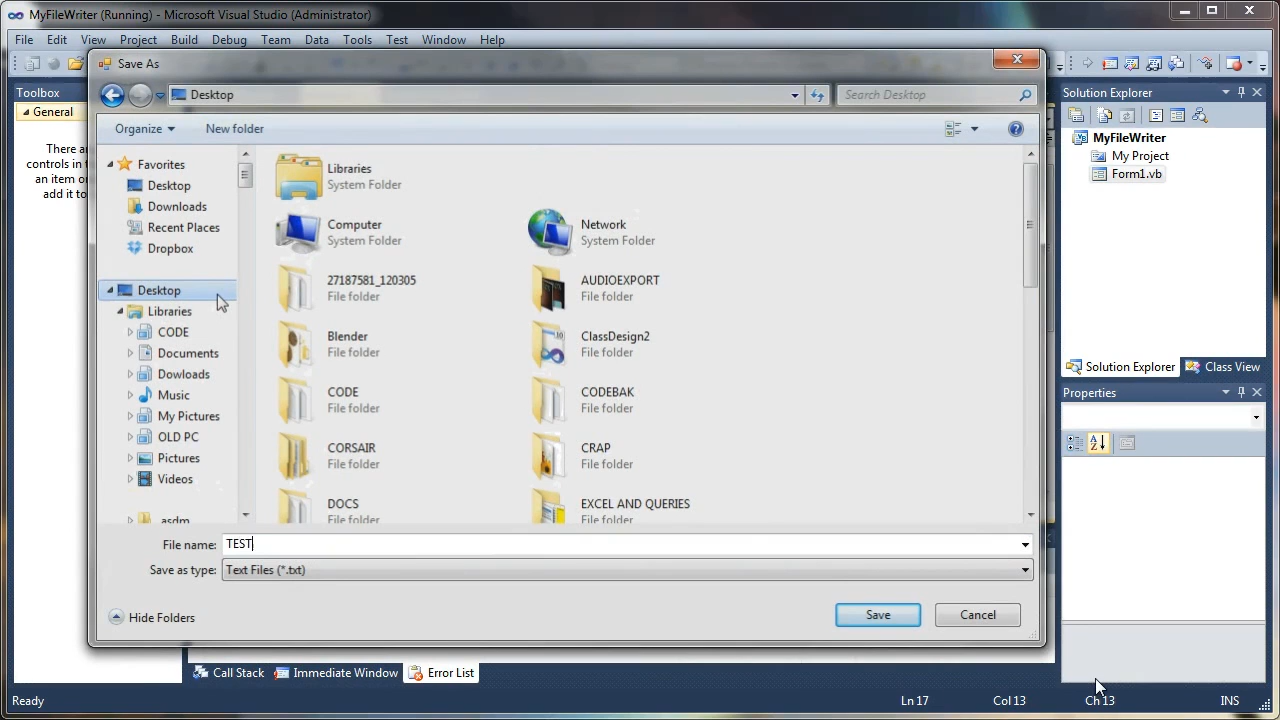 MyFileWriter (Running) - Microsoft Visual Studio (Administrator)
File Edit View Project Build Debug Team Data Tools Test Window Help
Save As
Toolbox
Desktop
Search Desktop
Solution Explorer
General
Organize
New folder
There a
controls in t
an item or
add it to
MyFileWriter
My Project
Form1.vb
Favorites
Desktop
Downloads
Recent Places
Dropbox
Desktop
Libraries
CODE
Documents
Dowloads
Music
My Pictures
OLD PC
Pictures
Videos
asdm
Libraries
System Folder
Computer
System Folder
Network
System Folder
27187581_120305
File folder
AUDIOEXPORT
File folder
Blender
File folder
ClassDesign2
File folder
CODE
File folder
CODEBAK
File folder
CORSAIR
File folder
CRAP
File folder
DOCS
File folder
EXCEL AND QUERIES
File folder
Solution Explorer
Class View
Properties
File name: TEST
Save as type: Text Files (*.txt)
Hide Folders
Save
Cancel
Call Stack
Immediate Window
Error List
Ready
Ln 17
Col 13
Ch 13
INS